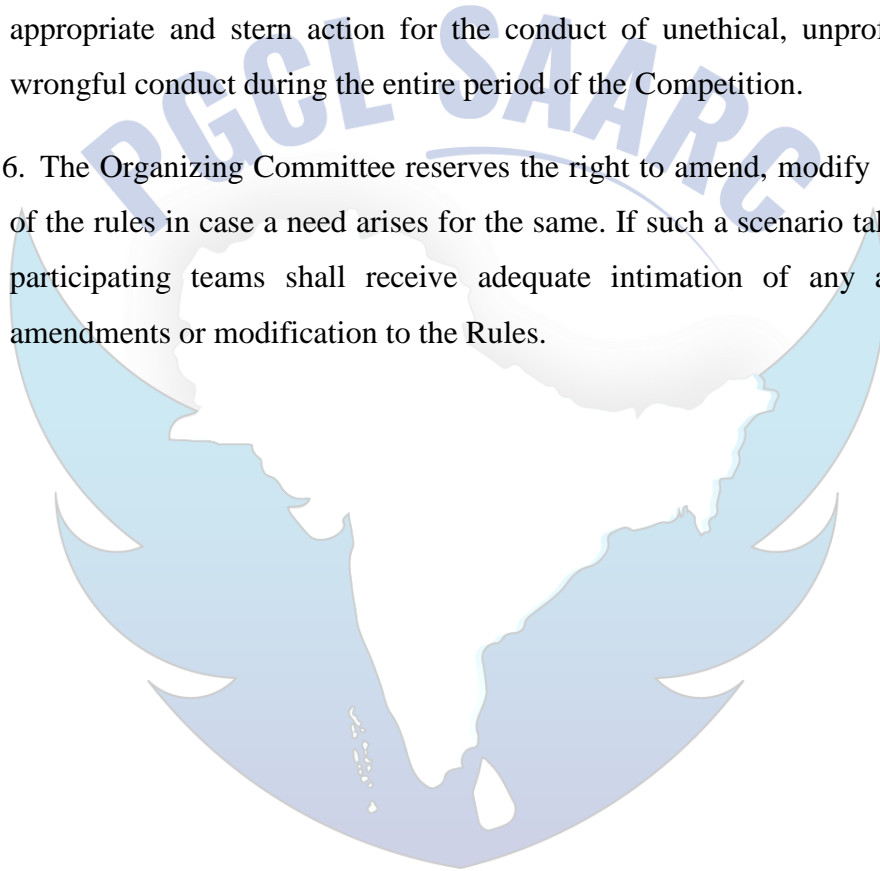 appropriate and stern action for the conduct of unethical,
wrongful conduct during the entire period of the Competition.
6. The Organizing Committee reserves the right to amend, modify
of the rules in case a need arises for the same. If such a scenario
participating teams shall receive adequate intimation of any
amendments or modification to the Rules.
PGCL SAARC